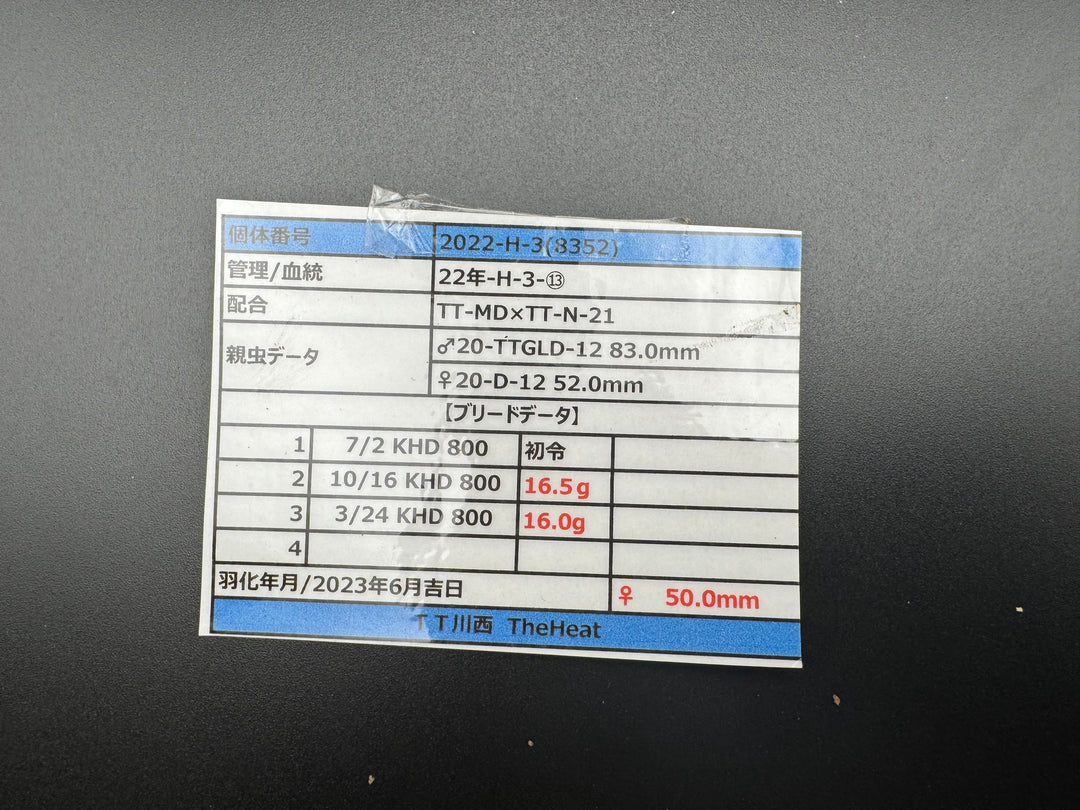 個体番号 2022-H-3(8352)
管理/血統 22年-H-3-⑬
配合 TT-MD×TT-N-21
親虫データ ♂20-TTGLD-12 83.0mm
♀20-D-12 52.0mm
【ブリードデータ】
1 7/2 KHD 800 初令
2 10/16 KHD 800 16.5g
3 3/24 KHD 800 16.0g
4
羽化年月/2023年6月吉日 ♀ 50.0mm
TT川西 TheHeat